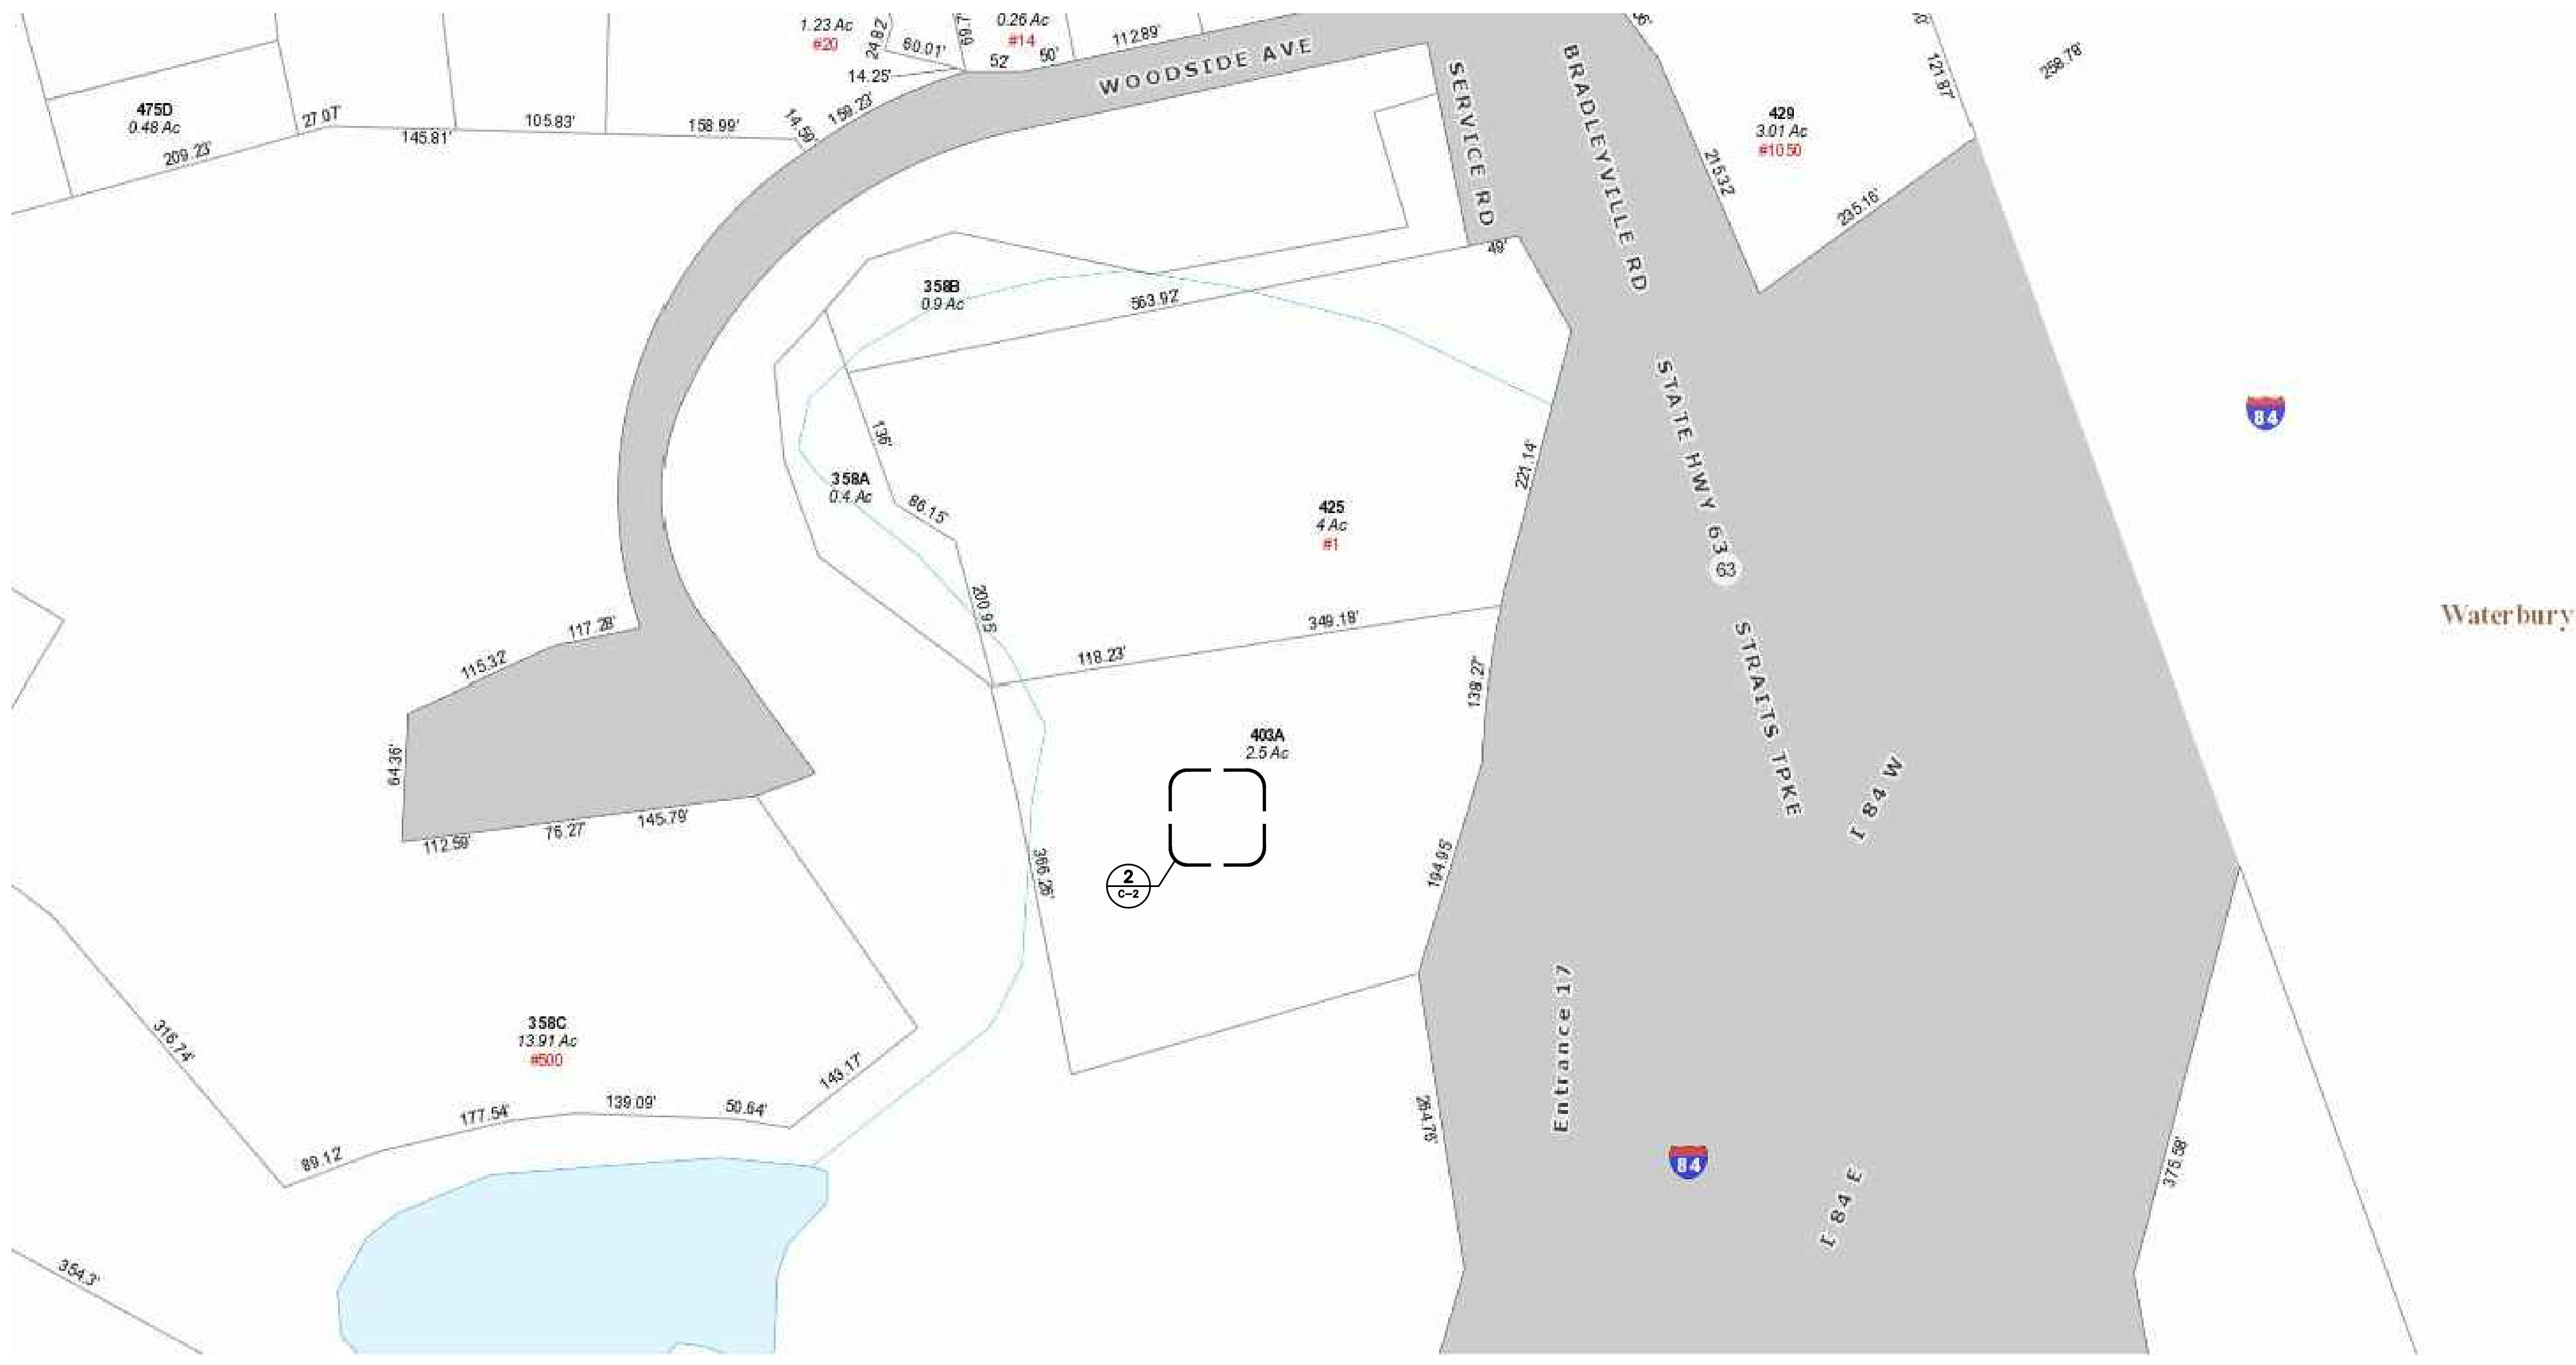 1.23 Ac
#20
24.82'
60.01'
0.26 Ac
#14
52'
50'
112.89'
14.25'
159.23'
14.59'
WOODSIDE AVE
SERVICE RD
BRADLEYVILLE RD
475D
0.48 Ac
27.07'
209.23'
145.81'
105.83'
158.99'
429
3.01 Ac
#1050
121.87'
258.78'
215.32'
235.16'
49'
358B
0.9 Ac
563.92'
84
136'
358A
0.4 Ac
86.15'
425
4 Ac
#1
221.14'
STATE HWY 63
63
STRAITS TPKE
Waterbury
200.95'
349.18'
118.23'
117.28'
115.32'
64.36'
112.59'
76.27'
145.79'
138.27'
403A
2.5 Ac
I 84 W
194.95'
366.26'
2
C-2
358C
13.91 Ac
#500
316.74'
143.17'
177.54'
139.09'
50.64'
89.12'
Entrance 17
264.76'
84
I 84 E
375.58'
354.3'